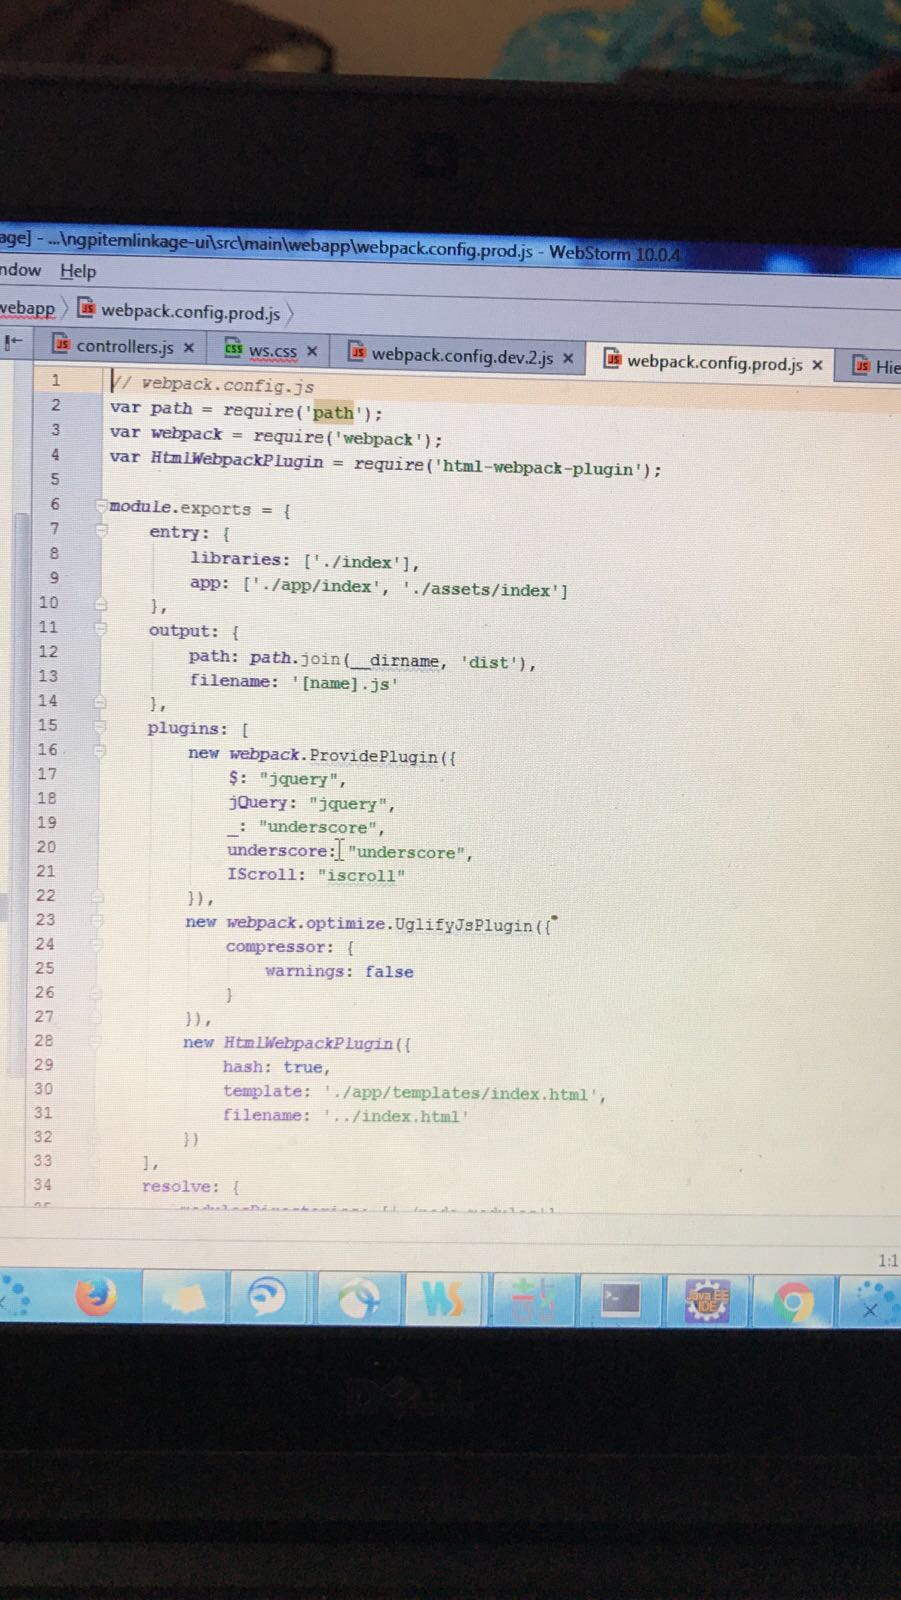 age] - ...\ngpitemlinkage-ui\src\main\webapp\webpack.config.prod.js - WebStorm 10.0.4
ndow Help
webapp webpack.config.prod.js
controllers.js × ws.css × webpack.config.dev.2.js × webpack.config.prod.js × Hie
1 // webpack.config.js
2 var path = require('path');
3 var webpack = require('webpack');
4 var HtmlWebpackPlugin = require('html-webpack-plugin');
5
6 module.exports = {
7 entry: {
8 libraries: ['./index'],
9 app: ['./app/index', './assets/index']
10 },
11 output: {
12 path: path.join(__dirname, 'dist'),
13 filename: '[name].js'
14 },
15 plugins: [
16 new webpack.ProvidePlugin({
17 $: "jquery",
18 jQuery: "jquery",
19 _: "underscore",
20 underscore: "underscore",
21 IScroll: "iscroll"
22 }),
23 new webpack.optimize.UglifyJsPlugin({
24 compressor: {
25 warnings: false
26 }
27 }),
28 new HtmlWebpackPlugin({
29 hash: true,
30 template: './app/templates/index.html',
31 filename: '../index.html'
32 })
33 ],
34 resolve: {
1:1
WS
Java EE
IDE
DELL